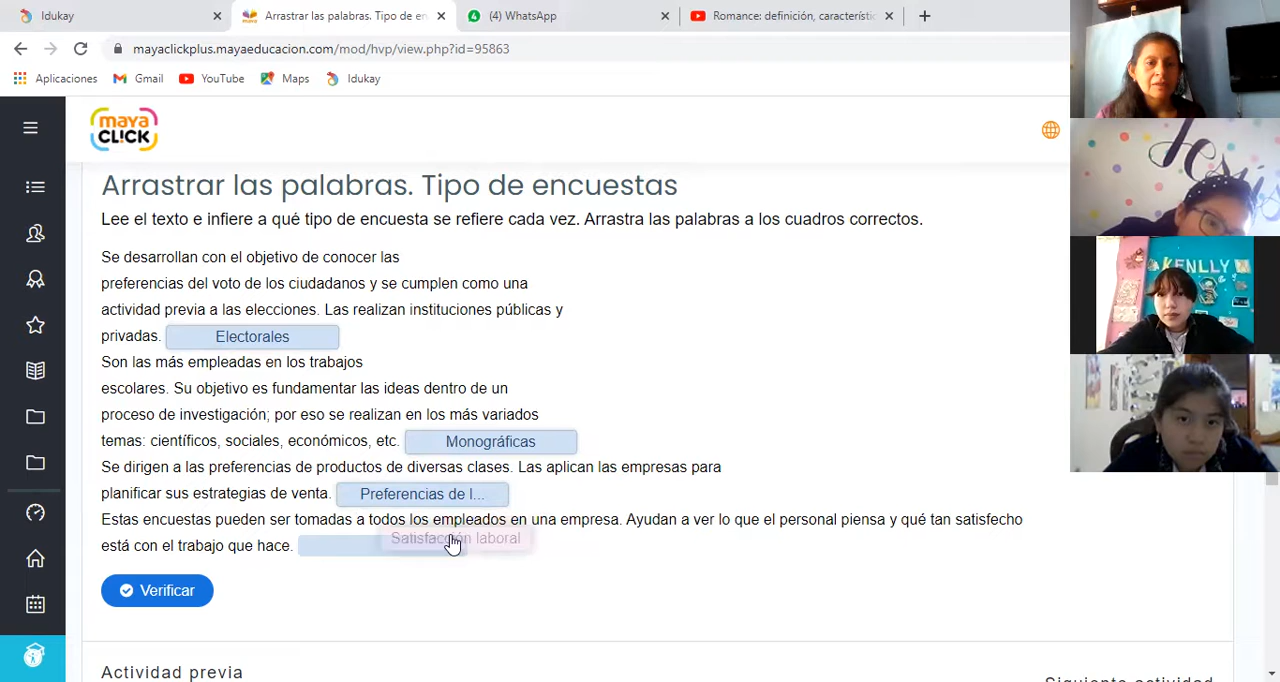 Idukay
Arrastrar las palabras. Tipo de en
(4) WhatsApp
Romance: definición, característi
mayaclickplus.mayaeducacion.com/mod/hvp/view.php?id=95863
Aplicaciones
Gmail
YouTube
Maps
Idukay
maya
CLICK
Arrastrar las palabras. Tipo de encuestas
Lee el texto e infiere a qué tipo de encuesta se refiere cada vez. Arrastra las palabras a los cuadros correctos.
Se desarrollan con el objetivo de conocer las
preferencias del voto de los ciudadanos y se cumplen como una
actividad previa a las elecciones. Las realizan instituciones públicas y
privadas. Electorales
Son las más empleadas en los trabajos
escolares. Su objetivo es fundamentar las ideas dentro de un
proceso de investigación; por eso se realizan en los más variados
temas: científicos, sociales, económicos, etc. Monográficas
Se dirigen a las preferencias de productos de diversas clases. Las aplican las empresas para
planificar sus estrategias de venta. Preferencias de l...
Estas encuestas pueden ser tomadas a todos los empleados en una empresa. Ayudan a ver lo que el personal piensa y qué tan satisfecho
está con el trabajo que hace. Satisfacción laboral
Verificar
Actividad previa
Siguiente actividad
Jesús
KENLLY